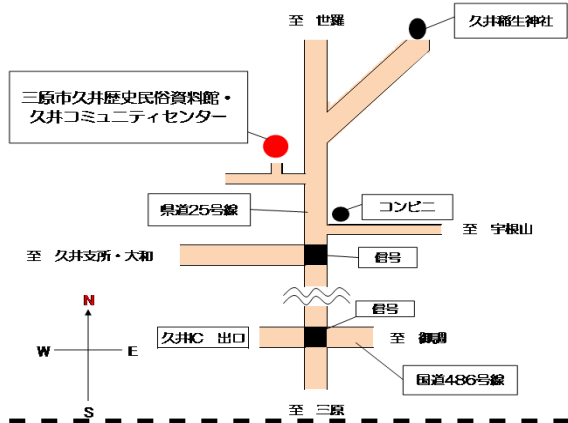 至 世羅
久井稲生神社
三原市久井歴史民俗資料館・
久井コミュニティセンター
県道25号線
コンビニ
至 宇根山
至 久井支所・大和
信号
信号
久井IC 出口
至 御調
国道486号線
至 三原
N
W
E
S